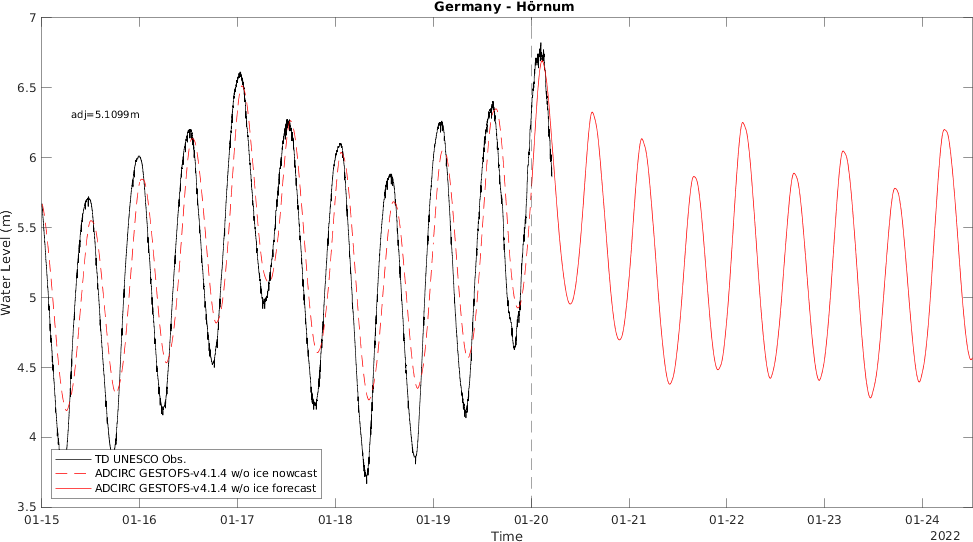 Germany - Hörnum
7
6.5
6
5.5
5
4.5
4
3.5
Water Level (m)
adj=5.1099m
TD UNESCO Obs.
ADCIRC GESTOFS-v4.1.4 w/o ice nowcast
ADCIRC GESTOFS-v4.1.4 w/o ice forecast
01-15 01-16 01-17 01-18 01-19 01-20 01-21 01-22 01-23 01-24
Time
2022